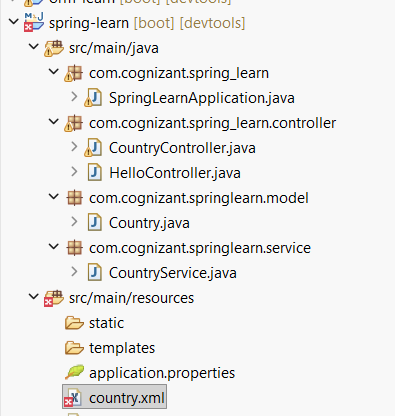 orm-learn [boot] [devtools]
spring-learn [boot] [devtools]
src/main/java
com.cognizant.spring_learn
SpringLearnApplication.java
com.cognizant.spring_learn.controller
CountryController.java
HelloController.java
com.cognizant.springlearn.model
Country.java
com.cognizant.springlearn.service
CountryService.java
src/main/resources
static
templates
application.properties
country.xml